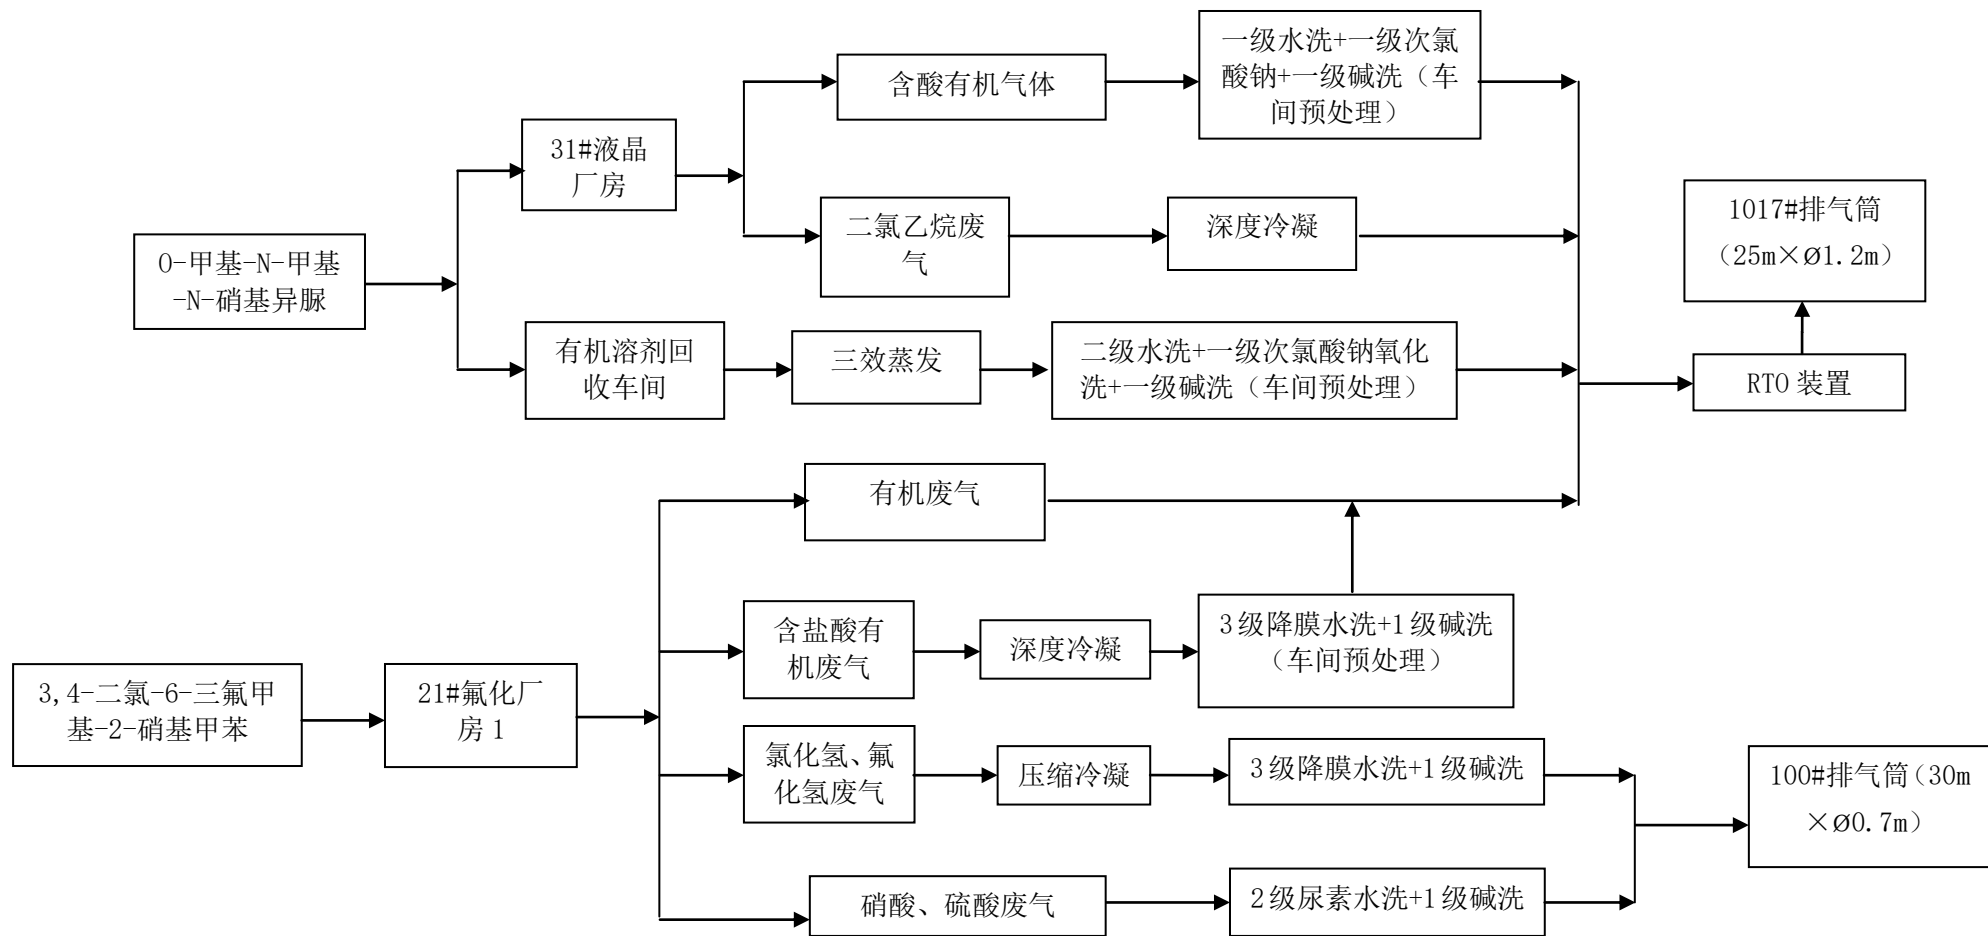 一级水洗+一级次氯
酸钠+一级碱洗（车
间预处理）
含酸有机气体
31#液晶
厂房
二氯乙烷废
气
深度冷凝
1017#排气筒
（25m×Ø1.2m）
O-甲基-N-甲基
-N-硝基异脲
有机溶剂回
收车间
三效蒸发
二级水洗+一级次氯酸钠氧化
洗+一级碱洗（车间预处理）
RTO 装置
有机废气
含盐酸有
机废气
深度冷凝
3级降膜水洗+1级碱洗
（车间预处理）
3,4-二氯-6-三氟甲
基-2-硝基甲苯
21#氟化厂
房1
氯化氢、氟
化氢废气
压缩冷凝
3级降膜水洗+1级碱洗
100#排气筒（30m
×Ø0.7m）
硝酸、硫酸废气
2级尿素水洗+1级碱洗